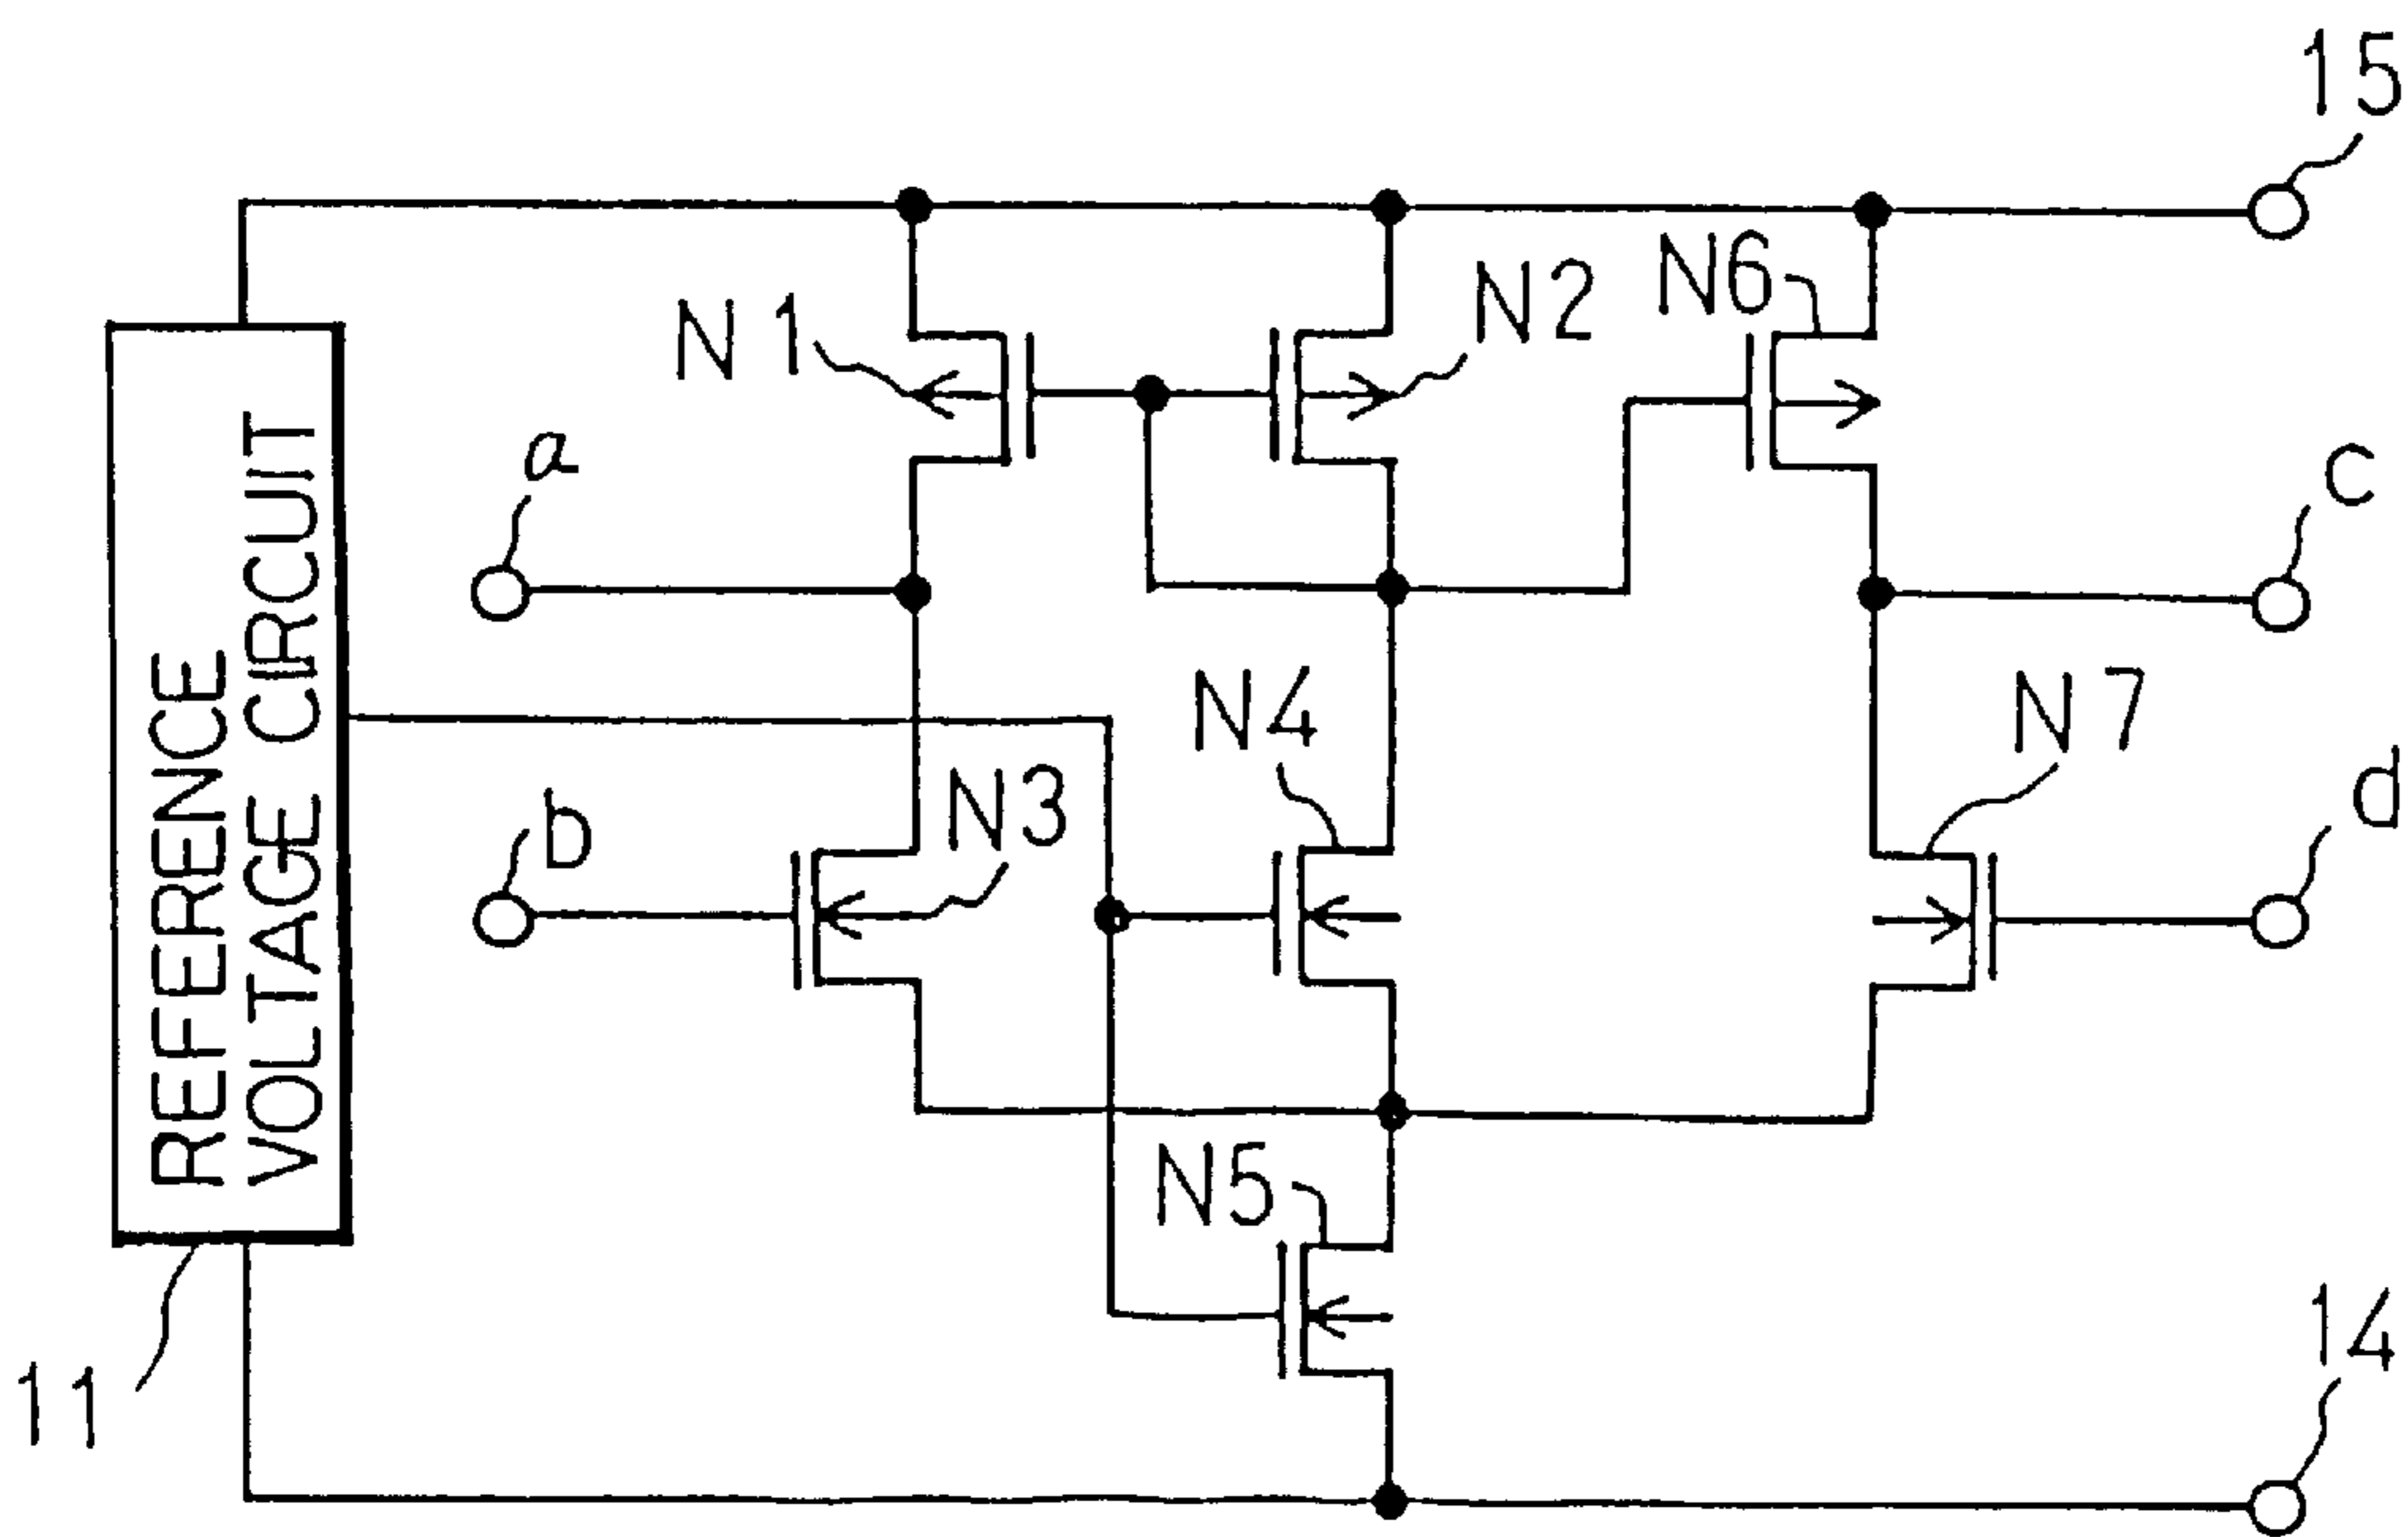 15
N1
N2
N6
a
c
REFERENCE
VOLTAGE CIRCUIT
N4
N7
b
N3
d
N5
14
11